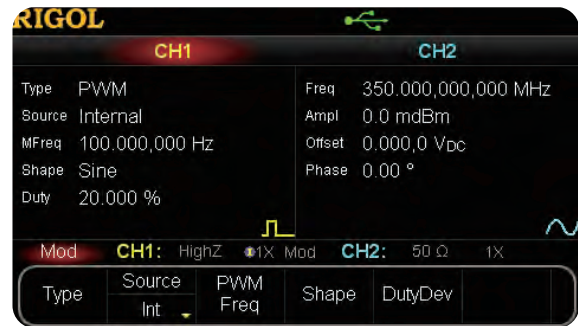 RIGOL
CH1 CH2
Type PWM
Source Internal
MFreq 100.000,000 Hz
Shape Sine
Duty 20.000 %
Freq 350.000,000,000 MHz
Ampl 0.0 mdBm
Offset 0.000,0 VDC
Phase 0.00 °
Mod CH1: HighZ 1X Mod CH2: 50 Ω 1X
Type Source Int PWM Freq Shape DutyDev